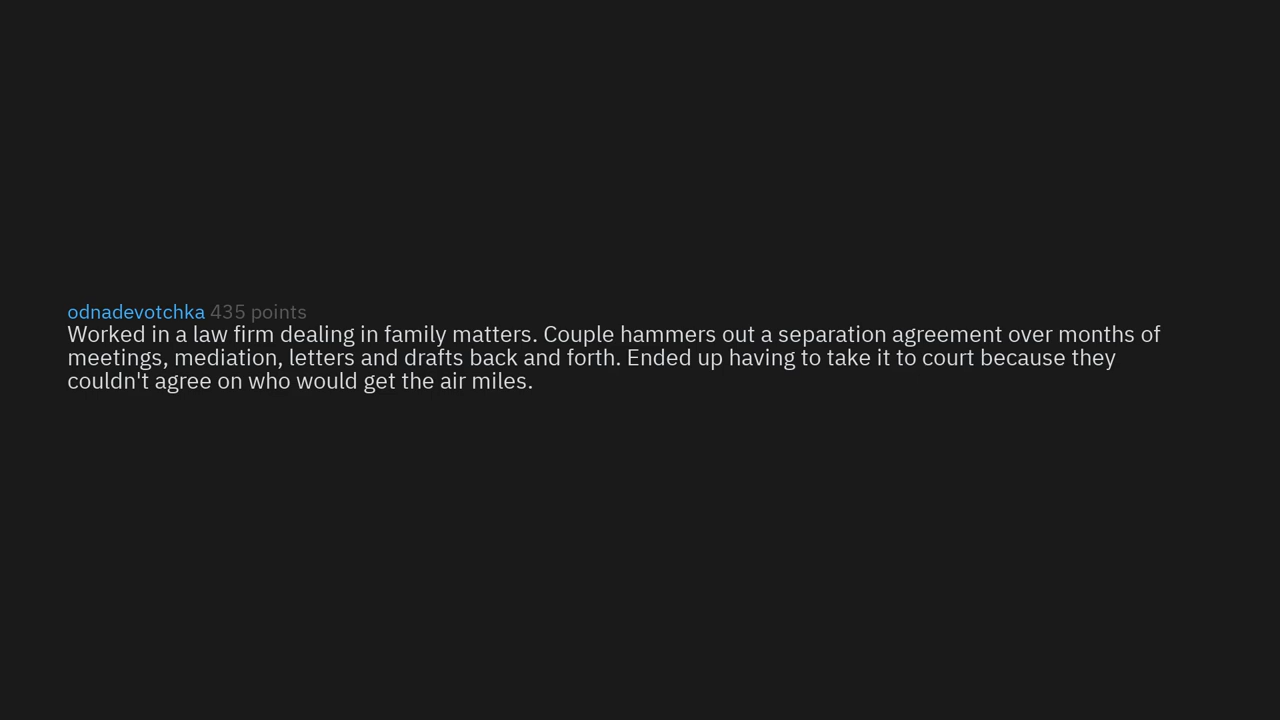 odnadevotchka 435 points
Worked in a law firm dealing in family matters. Couple hammers out a separation agreement over months of
meetings, mediation, letters and drafts back and forth. Ended up having to take it to court because they
couldn't agree on who would get the air miles.